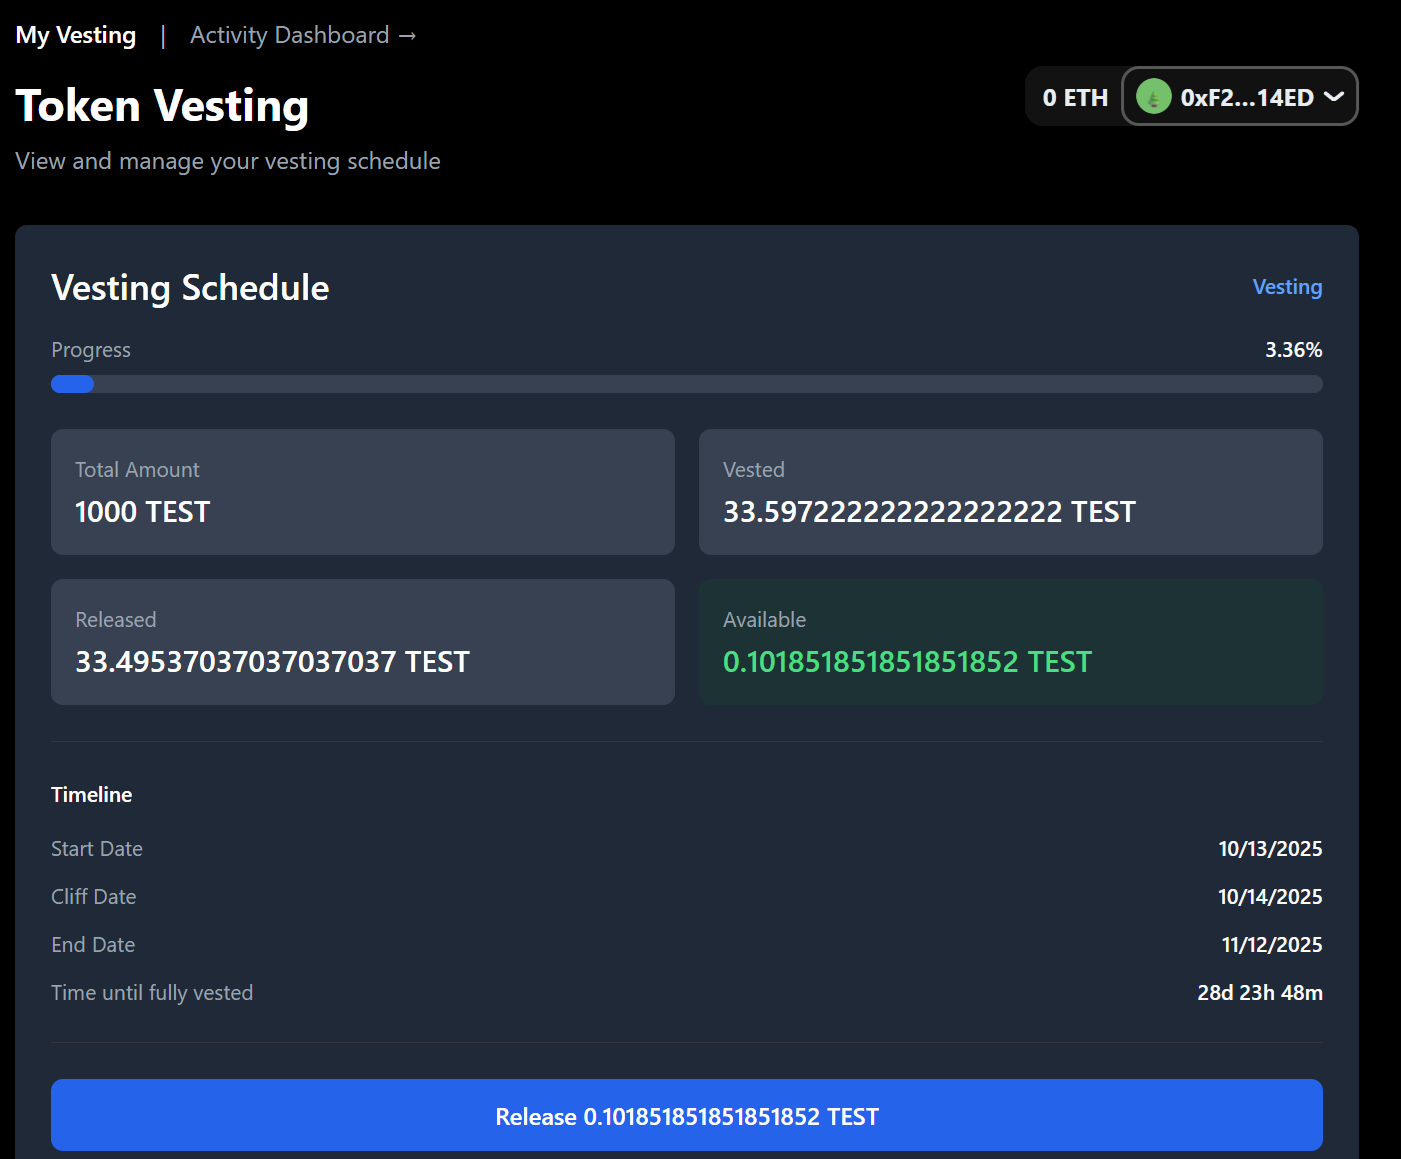 My Vesting | Activity Dashboard →
Token Vesting
0 ETH 0xF2...14ED
View and manage your vesting schedule
Vesting Schedule
Vesting
Progress
3.36%
Total Amount
1000 TEST
Vested
33.597222222222222222 TEST
Released
33.49537037037037037 TEST
Available
0.101851851851851852 TEST
Timeline
Start Date
10/13/2025
Cliff Date
10/14/2025
End Date
11/12/2025
Time until fully vested
28d 23h 48m
Release 0.101851851851851852 TEST